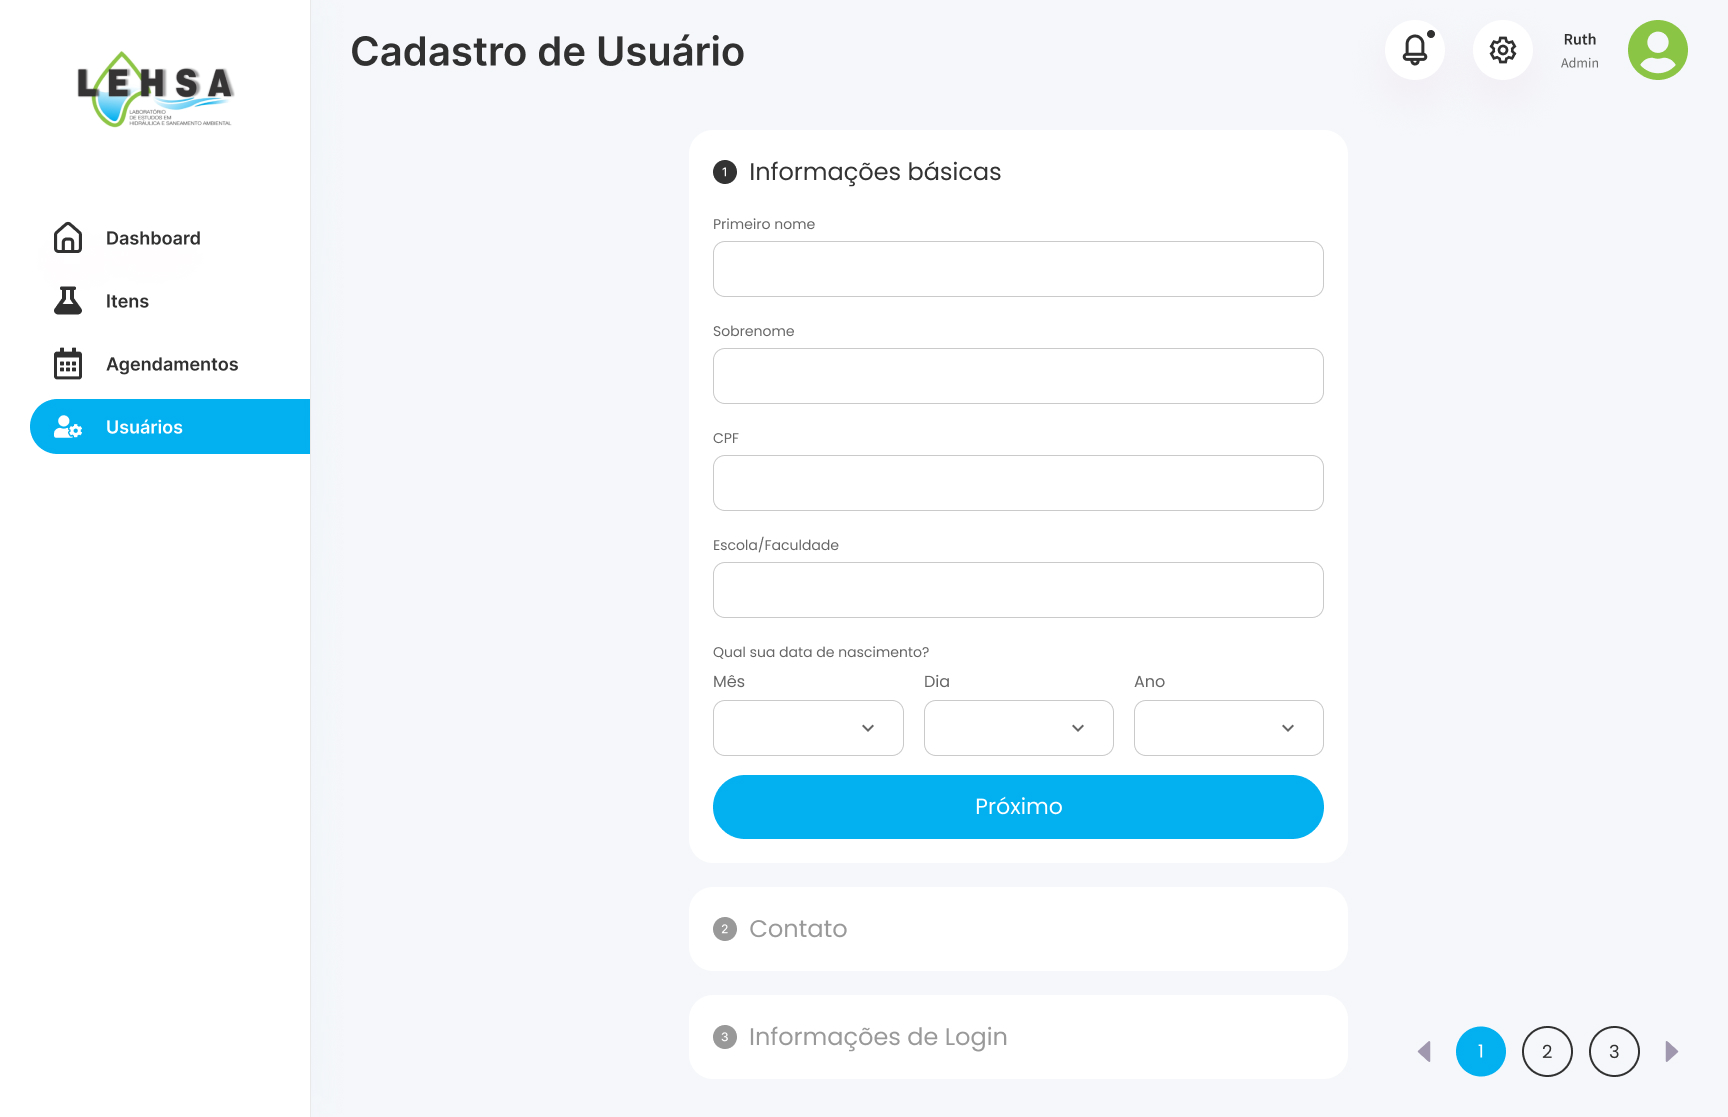 LEHSA
LABORATÓRIO
DE ESTUDOS EM
HIDRÁULICA E SANEAMENTO AMBIENTAL
Dashboard
Itens
Agendamentos
Usuários
Cadastro de Usuário
Ruth
Admin
1 Informações básicas
Primeiro nome
Sobrenome
CPF
Escola/Faculdade
Qual sua data de nascimento?
Mês Dia Ano
Próximo
2 Contato
3 Informações de Login
1 2 3